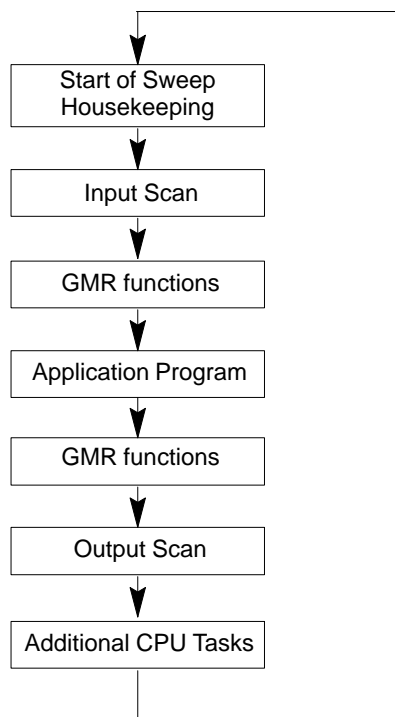 Start of Sweep
Housekeeping
Input Scan
GMR functions
Application Program
GMR functions
Output Scan
Additional CPU Tasks